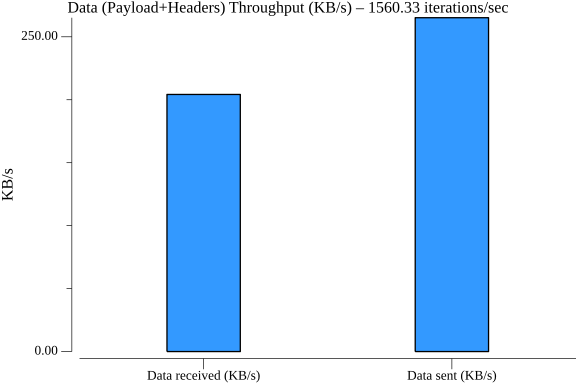 Data (Payload+Headers) Throughput (KB/s) – 1560.33 iterations/sec
250.00
KB/s
0.00
Data received (KB/s)
Data sent (KB/s)